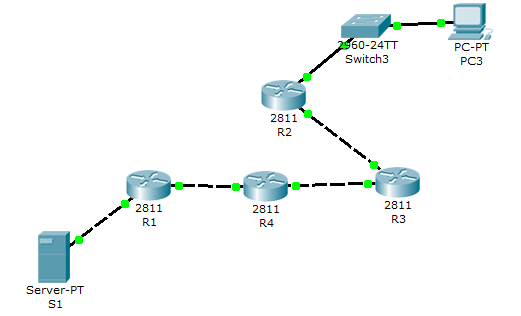 2960-24TT
Switch3
PC-PT
PC3
2811
R2
2811
R1
2811
R4
2811
R3
Server-PT
S1